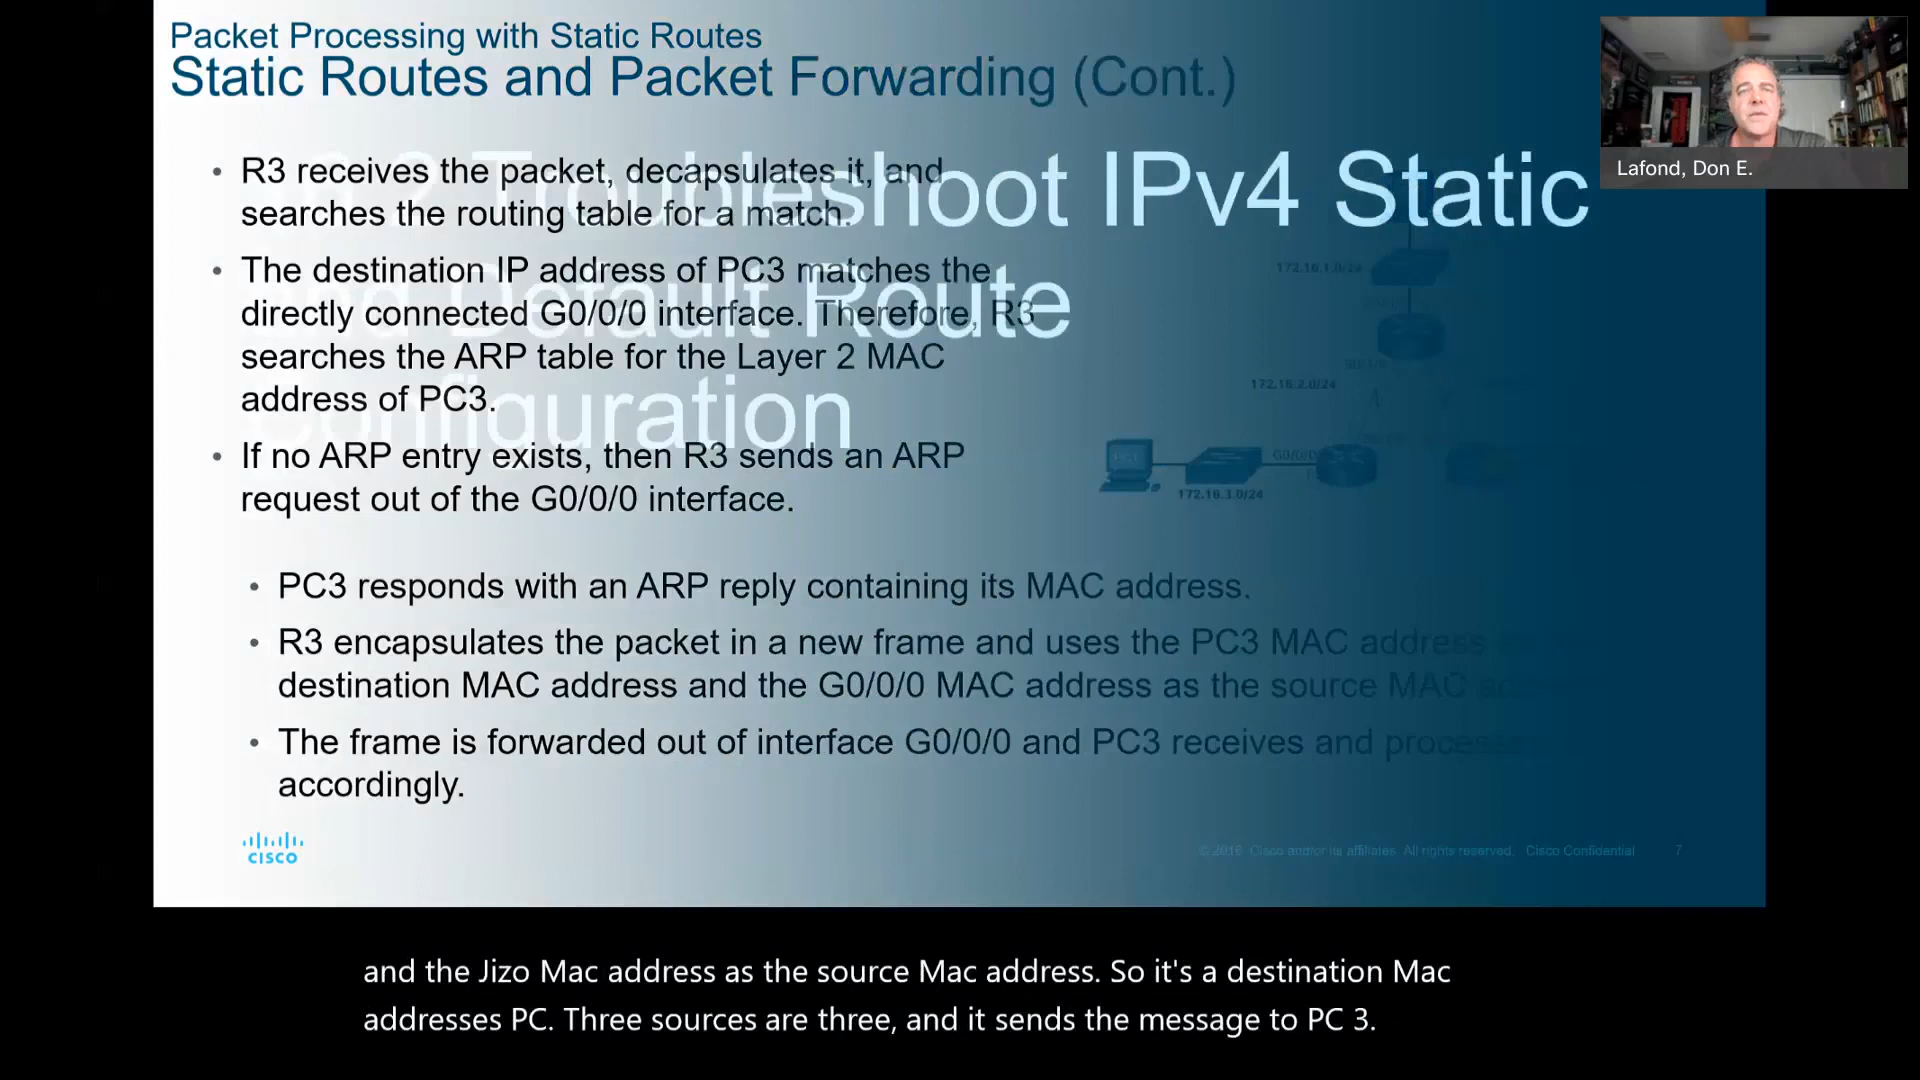 Packet Processing with Static Routes
Static Routes and Packet Forwarding (Cont.)
Lafond, Don E.
Troubleshoot IPv4 Static
Default Route
Configuration
• R3 receives the packet, decapsulates it, and
searches the routing table for a match.
• The destination IP address of PC3 matches the
directly connected G0/0/0 interface. Therefore, R3
searches the ARP table for the Layer 2 MAC
address of PC3.
• If no ARP entry exists, then R3 sends an ARP
request out of the G0/0/0 interface.
172.16.1.0/24
172.16.2.0/24
G0/0/0
172.16.3.0/24
• PC3 responds with an ARP reply containing its MAC address.
• R3 encapsulates the packet in a new frame and uses the PC3 MAC address
destination MAC address and the G0/0/0 MAC address as the source MAC
• The frame is forwarded out of interface G0/0/0 and PC3 receives and
accordingly.
CISCO
Cisco and/or its affiliates. All rights reserved. Cisco Confidential
7
and the Jizo Mac address as the source Mac address. So it's a destination Mac
addresses PC. Three sources are three, and it sends the message to PC 3.